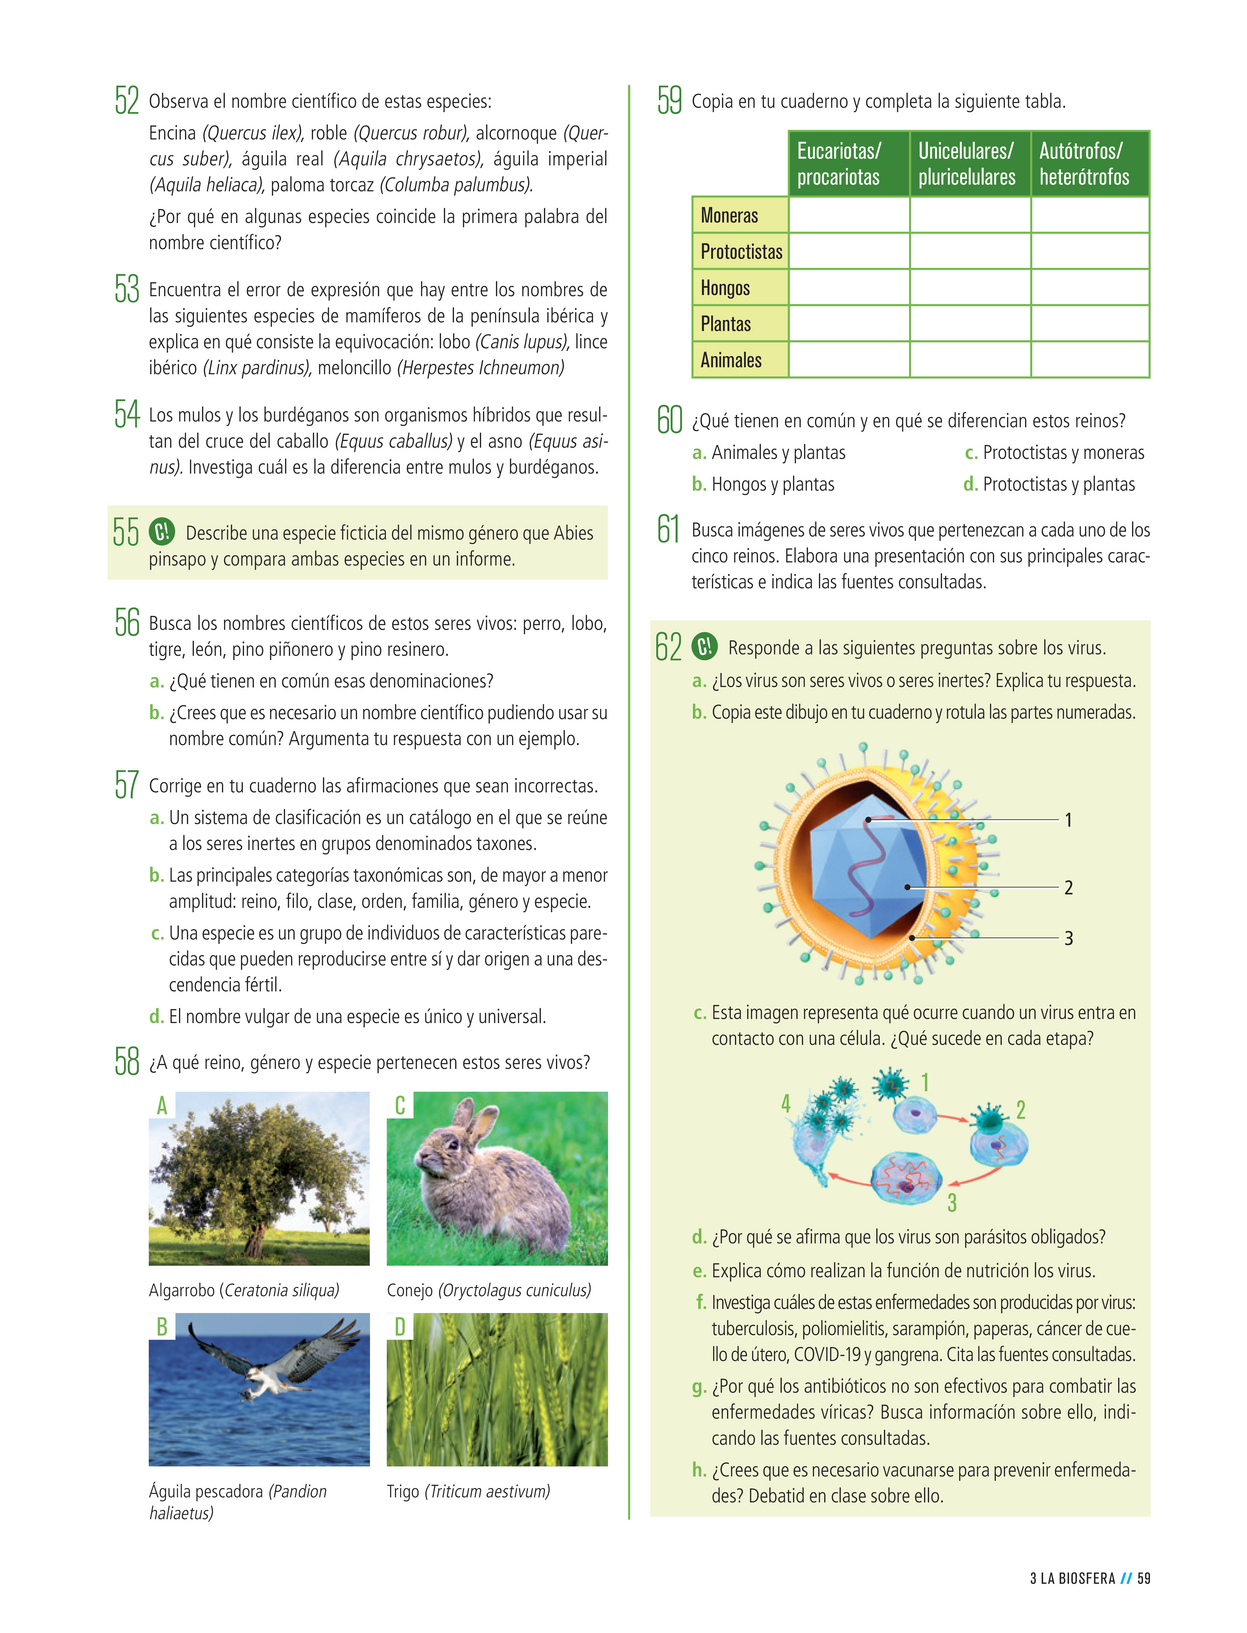 52 Observa el nombre científico de estas especies:
Encina (Quercus ilex), roble (Quercus robur), alcornoque (Quer-
cus suber), águila real (Aquila chrysaetos), águila imperial
(Aquila heliaca), paloma torcaz (Columba palumbus).
¿Por qué en algunas especies coincide la primera palabra del
nombre científico?
53 Encuentra el error de expresión que hay entre los nombres de
las siguientes especies de mamíferos de la península ibérica y
explica en qué consiste la equivocación: lobo (Canis lupus), lince
ibérico (Linx pardinus), meloncillo (Herpestes Ichneumon)
54 Los mulos y los burdéganos son organismos híbridos que resul-
tan del cruce del caballo (Equus caballus) y el asno (Equus asi-
nus). Investiga cuál es la diferencia entre mulos y burdéganos.
55 C! Describe una especie ficticia del mismo género que Abies
pinsapo y compara ambas especies en un informe.
56 Busca los nombres científicos de estos seres vivos: perro, lobo,
tigre, león, pino piñonero y pino resinero.
a. ¿Qué tienen en común esas denominaciones?
b. ¿Crees que es necesario un nombre científico pudiendo usar su
nombre común? Argumenta tu respuesta con un ejemplo.
57 Corrige en tu cuaderno las afirmaciones que sean incorrectas.
a. Un sistema de clasificación es un catálogo en el que se reúne
a los seres inertes en grupos denominados taxones.
b. Las principales categorías taxonómicas son, de mayor a menor
amplitud: reino, filo, clase, orden, familia, género y especie.
c. Una especie es un grupo de individuos de características pare-
cidas que pueden reproducirse entre sí y dar origen a una des-
cendencia fértil.
d. El nombre vulgar de una especie es único y universal.
58 ¿A qué reino, género y especie pertenecen estos seres vivos?
A
C
Algarrobo (Ceratonia siliqua)
Conejo (Oryctolagus cuniculus)
B
D
Águila pescadora (Pandion
haliaetus)
Trigo (Triticum aestivum)
59 Copia en tu cuaderno y completa la siguiente tabla.
Eucariotas/
procariotas
Unicelulares/
pluricelulares
Autótrofos/
heterótrofos
Moneras
Protoctistas
Hongos
Plantas
Animales
60 ¿Qué tienen en común y en qué se diferencian estos reinos?
a. Animales y plantas
c. Protoctistas y moneras
b. Hongos y plantas
d. Protoctistas y plantas
61 Busca imágenes de seres vivos que pertenezcan a cada uno de los
cinco reinos. Elabora una presentación con sus principales carac-
terísticas e indica las fuentes consultadas.
62 C! Responde a las siguientes preguntas sobre los virus.
a. ¿Los virus son seres vivos o seres inertes? Explica tu respuesta.
b. Copia este dibujo en tu cuaderno y rotula las partes numeradas.
1
2
3
c. Esta imagen representa qué ocurre cuando un virus entra en
contacto con una célula. ¿Qué sucede en cada etapa?
1
2
3
4
d. ¿Por qué se afirma que los virus son parásitos obligados?
e. Explica cómo realizan la función de nutrición los virus.
f. Investiga cuáles de estas enfermedades son producidas por virus:
tuberculosis, poliomielitis, sarampión, paperas, cáncer de cue-
llo de útero, COVID-19 y gangrena. Cita las fuentes consultadas.
g. ¿Por qué los antibióticos no son efectivos para combatir las
enfermedades víricas? Busca información sobre ello, indi-
cando las fuentes consultadas.
h. ¿Crees que es necesario vacunarse para prevenir enfermeda-
des? Debatid en clase sobre ello.
3 LA BIOSFERA // 59